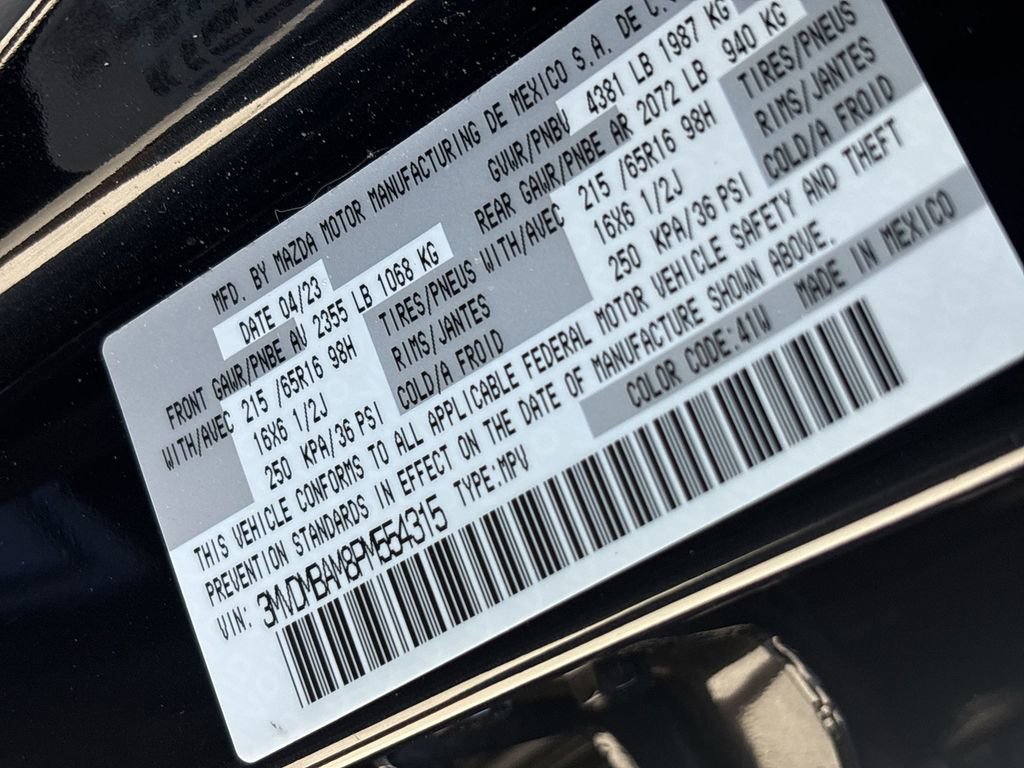 MFD. BY MAZDA MOTOR MANUFACTURING DE MEXICO S.A. DE C.V
DATE 04/23 GVWR/PNBV 4381 LB 1987 KG
FRONT GAWR/PNBE AV 2355 LB 1068 KG REAR GAWR/PNBE AR 2072 LB 940 KG
WITH/AVEC 215 /65R16 98H TIRES/PNEUS WITH/AVEC 215 /65R16 98H TIRES/PNEUS
16X6 1/2J RIMS/JANTES 16X6 1/2J RIMS/JANTES
250 KPA/36 PSI COLD/A FROID 250 KPA/36 PSI COLD/A FROID
THIS VEHICLE CONFORMS TO ALL APPLICABLE FEDERAL MOTOR VEHICLE SAFETY AND THEFT
PREVENTION STANDARDS IN EFFECT ON THE DATE OF MANUFACTURE SHOWN ABOVE.
VIN: 3MVDMBAM8PM554315 TYPE:MPV COLOR CODE:41W MADE IN MEXICO